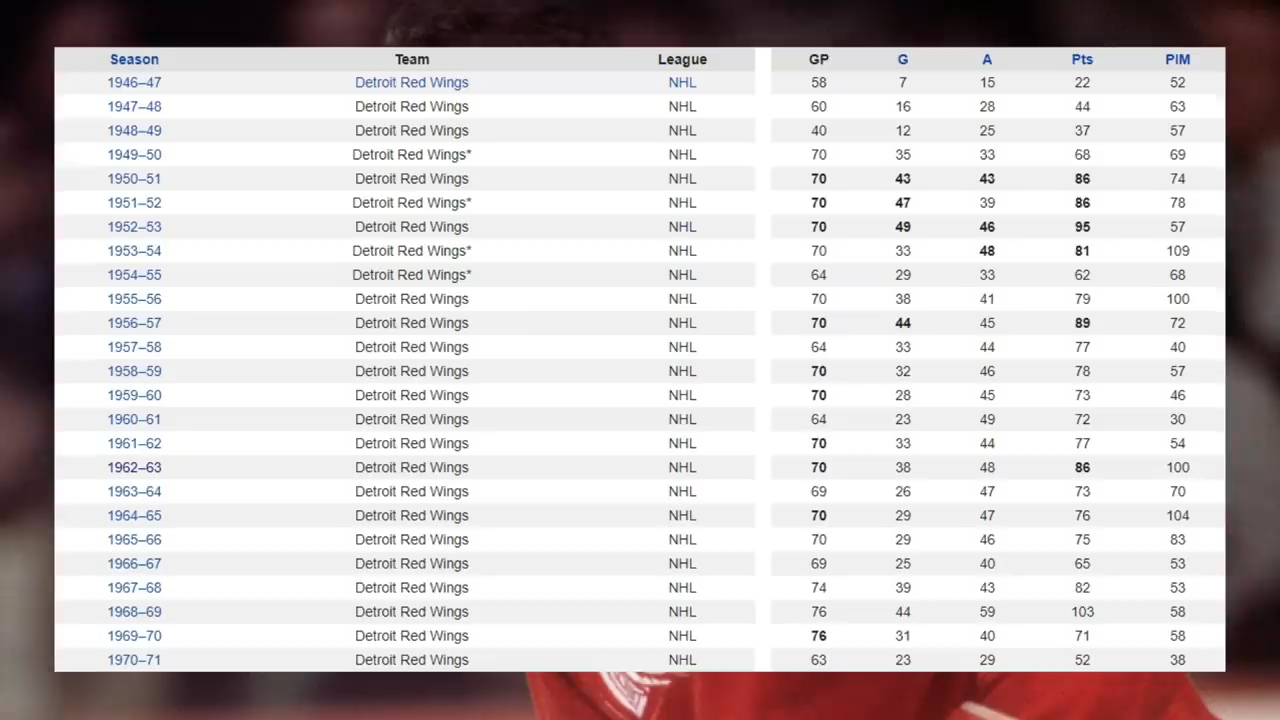 Season Team League GP G A Pts PIM
1946–47 Detroit Red Wings NHL 58 7 15 22 52
1947–48 Detroit Red Wings NHL 60 16 28 44 63
1948–49 Detroit Red Wings NHL 40 12 25 37 57
1949–50 Detroit Red Wings* NHL 70 35 33 68 69
1950–51 Detroit Red Wings NHL 70 43 43 86 74
1951–52 Detroit Red Wings* NHL 70 47 39 86 78
1952–53 Detroit Red Wings NHL 70 49 46 95 57
1953–54 Detroit Red Wings* NHL 70 33 48 81 109
1954–55 Detroit Red Wings* NHL 64 29 33 62 68
1955–56 Detroit Red Wings NHL 70 38 41 79 100
1956–57 Detroit Red Wings NHL 70 44 45 89 72
1957–58 Detroit Red Wings NHL 64 33 44 77 40
1958–59 Detroit Red Wings NHL 70 32 46 78 57
1959–60 Detroit Red Wings NHL 70 28 45 73 46
1960–61 Detroit Red Wings NHL 64 23 49 72 30
1961–62 Detroit Red Wings NHL 70 33 44 77 54
1962–63 Detroit Red Wings NHL 70 38 48 86 100
1963–64 Detroit Red Wings NHL 69 26 47 73 70
1964–65 Detroit Red Wings NHL 70 29 47 76 104
1965–66 Detroit Red Wings NHL 70 29 46 75 83
1966–67 Detroit Red Wings NHL 69 25 40 65 53
1967–68 Detroit Red Wings NHL 74 39 43 82 53
1968–69 Detroit Red Wings NHL 76 44 59 103 58
1969–70 Detroit Red Wings NHL 76 31 40 71 58
1970–71 Detroit Red Wings NHL 63 23 29 52 38